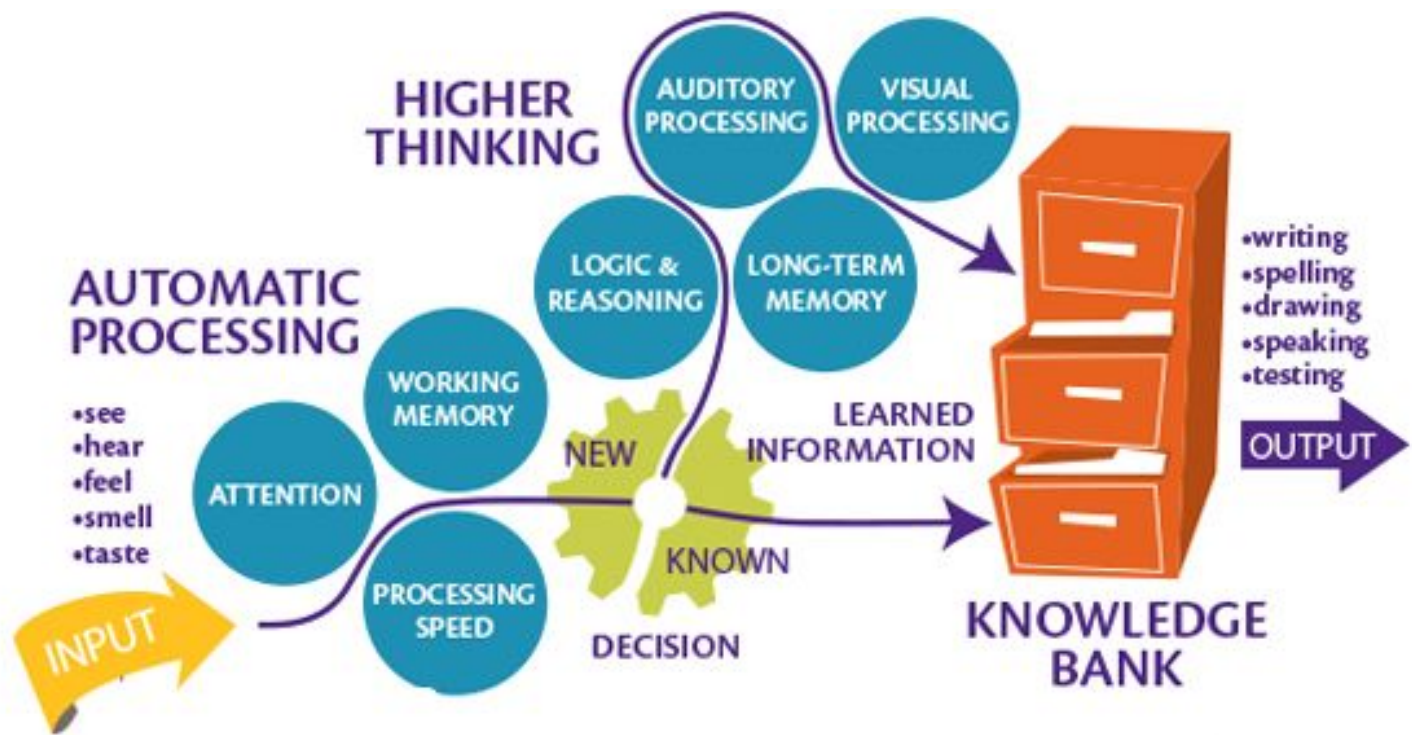 HIGHER
THINKING
AUDITORY
PROCESSING
VISUAL
PROCESSING
LOGIC &
REASONING
LONG-TERM
MEMORY
AUTOMATIC
PROCESSING
•see
•hear
•feel
•smell
•taste
INPUT
ATTENTION
WORKING
MEMORY
PROCESSING
SPEED
NEW
KNOWN
DECISION
LEARNED
INFORMATION
KNOWLEDGE
BANK
•writing
•spelling
•drawing
•speaking
•testing
OUTPUT